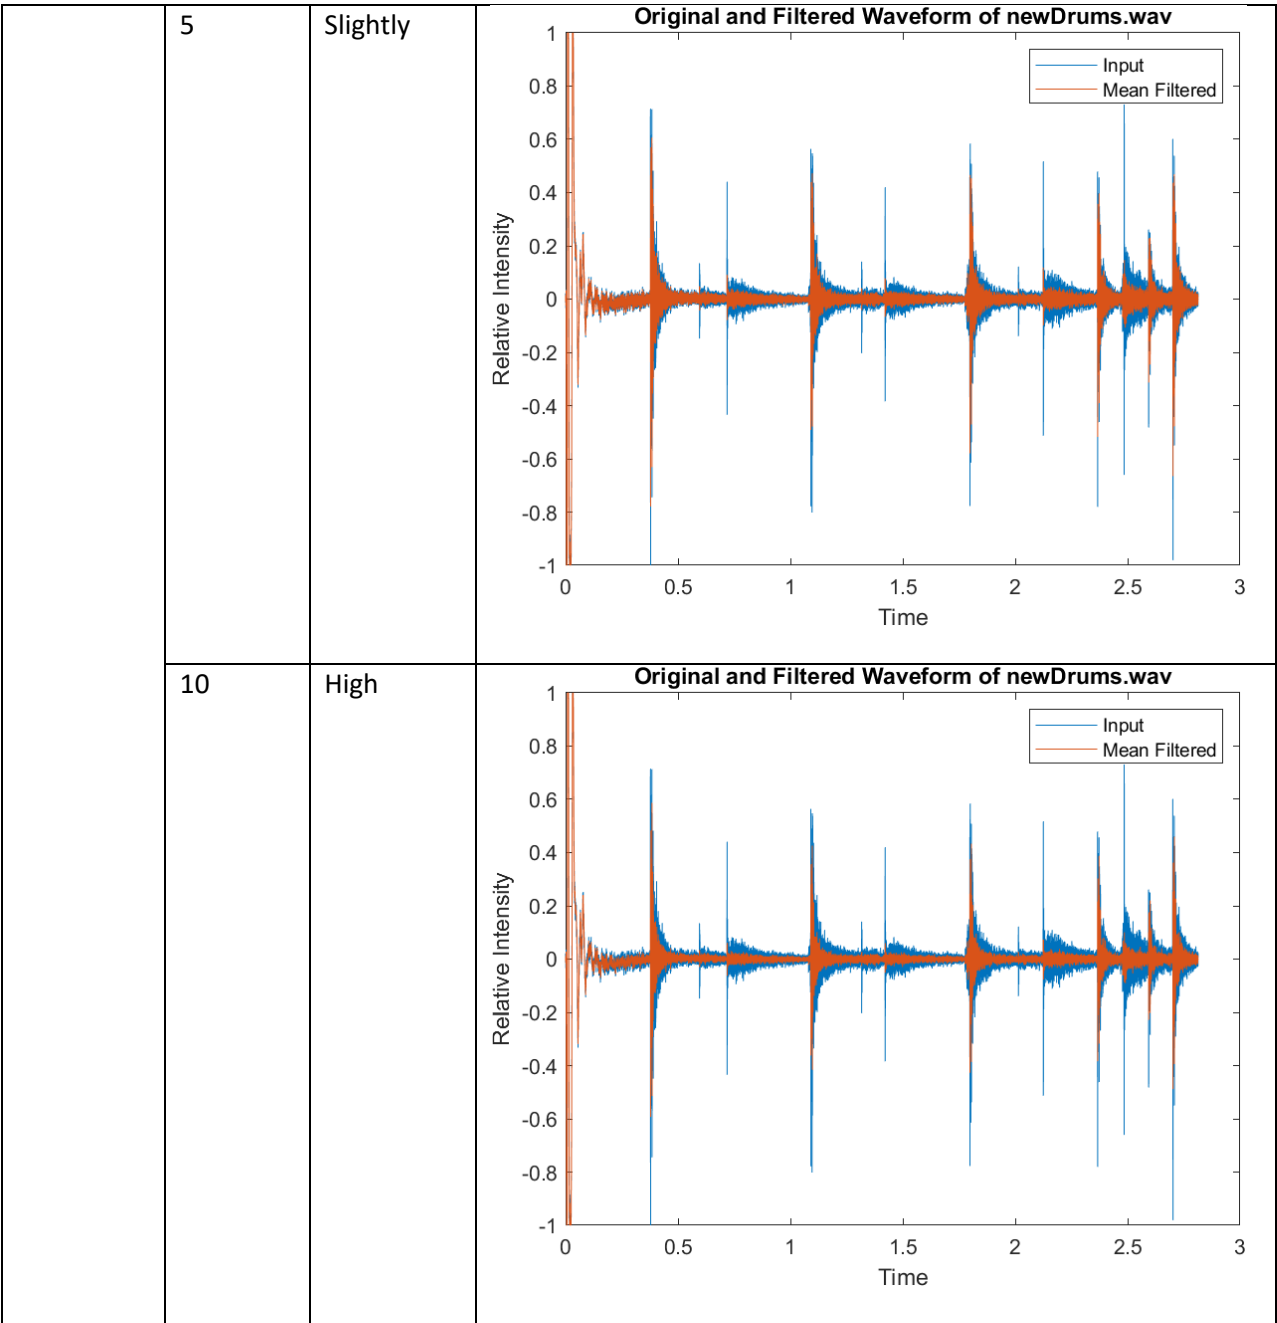 5
Slightly
Original and Filtered Waveform of newDrums.wav
Input
Mean Filtered
1
0.8
0.6
0.4
0.2
0
-0.2
-0.4
-0.6
-0.8
-1
Relative Intensity
0 0.5 1 1.5 2 2.5 3
Time
10
High
Original and Filtered Waveform of newDrums.wav
Input
Mean Filtered
1
0.8
0.6
0.4
0.2
0
-0.2
-0.4
-0.6
-0.8
-1
Relative Intensity
0 0.5 1 1.5 2 2.5 3
Time